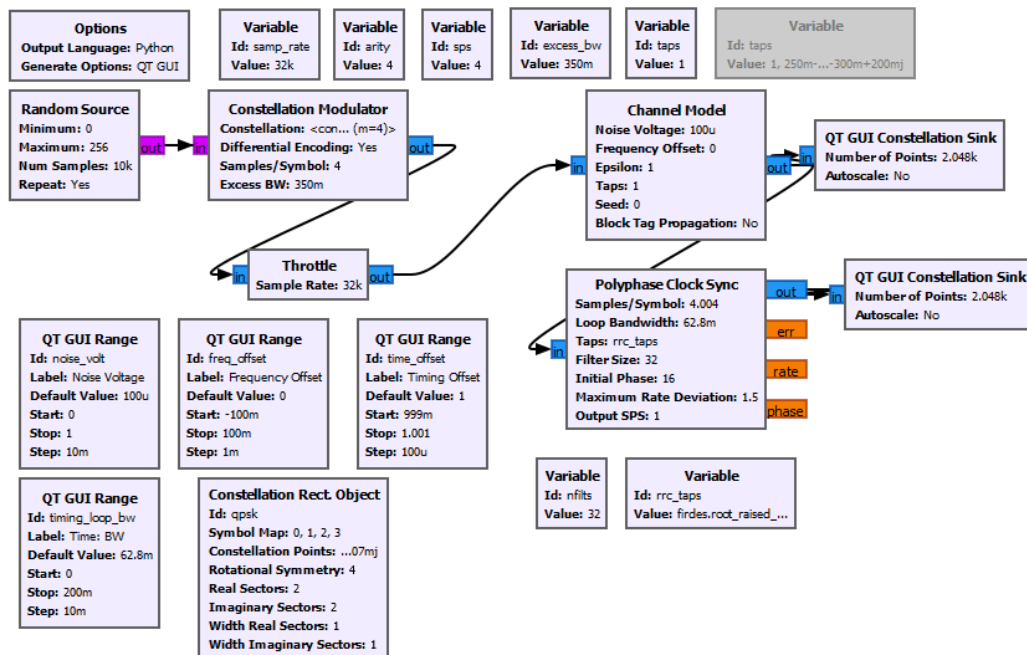 Options
Output Language: Python
Generate Options: QT GUI
Variable
Id: samp_rate
Value: 32k
Variable
Id: arity
Value: 4
Variable
Id: sps
Value: 4
Variable
Id: excess_bw
Value: 350m
Variable
Id: taps
Value: 1
Variable
Id: taps
Value: 1, 250m-...-300m+200mj
Random Source
Minimum: 0
Maximum: 256
Num Samples: 10k
Repeat: Yes
out
in
Constellation Modulator
Constellation: <con... (m=4)>
Differential Encoding: Yes
Samples/Symbol: 4
Excess BW: 350m
out
in
Throttle
Sample Rate: 32k
out
in
Channel Model
Noise Voltage: 100u
Frequency Offset: 0
Epsilon: 1
Taps: 1
Seed: 0
Block Tag Propagation: No
out
in
QT GUI Constellation Sink
Number of Points: 2.048k
Autoscale: No
in
Polyphase Clock Sync
Samples/Symbol: 4.004
Loop Bandwidth: 62.8m
Taps: rrc_taps
Filter Size: 32
Initial Phase: 16
Maximum Rate Deviation: 1.5
Output SPS: 1
out
err
rate
phase
in
QT GUI Constellation Sink
Number of Points: 2.048k
Autoscale: No
QT GUI Range
Id: noise_volt
Label: Noise Voltage
Default Value: 100u
Start: 0
Stop: 1
Step: 10m
QT GUI Range
Id: freq_offset
Label: Frequency Offset
Default Value: 0
Start: -100m
Stop: 100m
Step: 1m
QT GUI Range
Id: time_offset
Label: Timing Offset
Default Value: 1
Start: 999m
Stop: 1.001
Step: 100u
QT GUI Range
Id: timing_loop_bw
Label: Time: BW
Default Value: 62.8m
Start: 0
Stop: 200m
Step: 10m
Constellation Rect. Object
Id: qpsk
Symbol Map: 0, 1, 2, 3
Constellation Points: ...07mj
Rotational Symmetry: 4
Real Sectors: 2
Imaginary Sectors: 2
Width Real Sectors: 1
Width Imaginary Sectors: 1
Variable
Id: nfilts
Value: 32
Variable
Id: rrc_taps
Value: firdes.root_raised_...